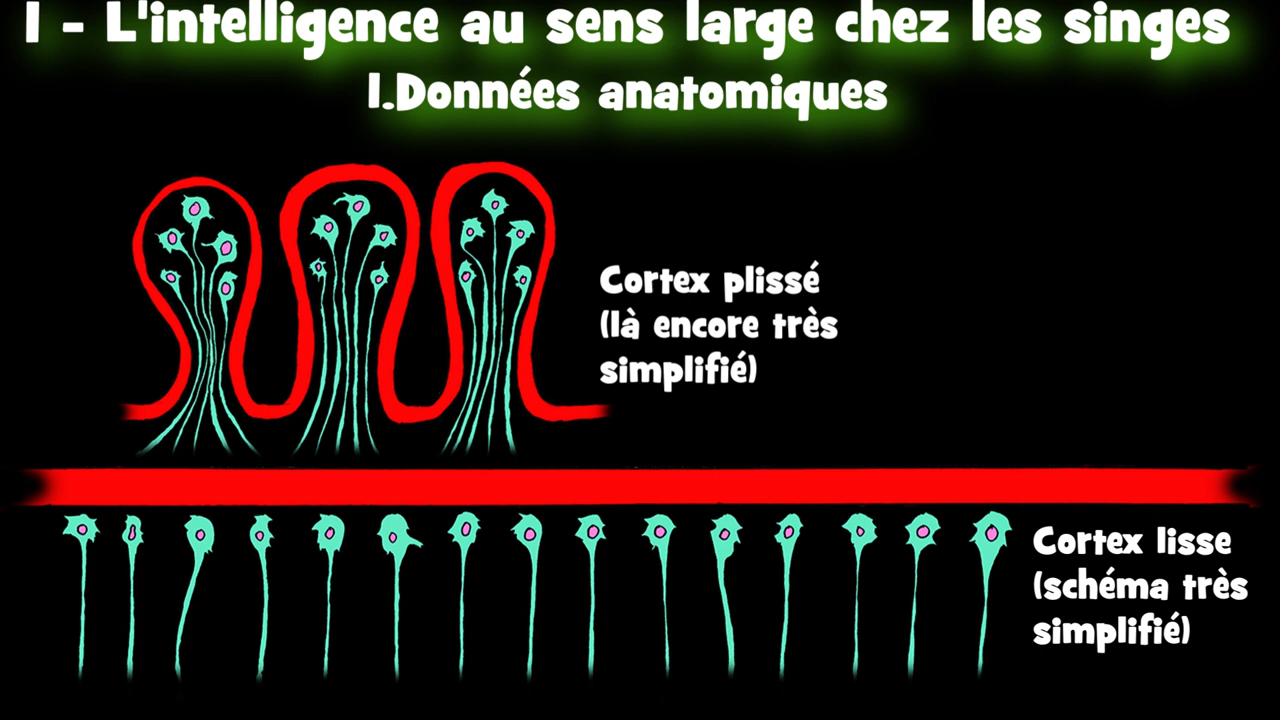 I - L'intelligence au sens large chez les singes
1.Données anatomiques
Cortex plissé
(là encore très
simplifié)
Cortex lisse
(schéma très
simplifié)